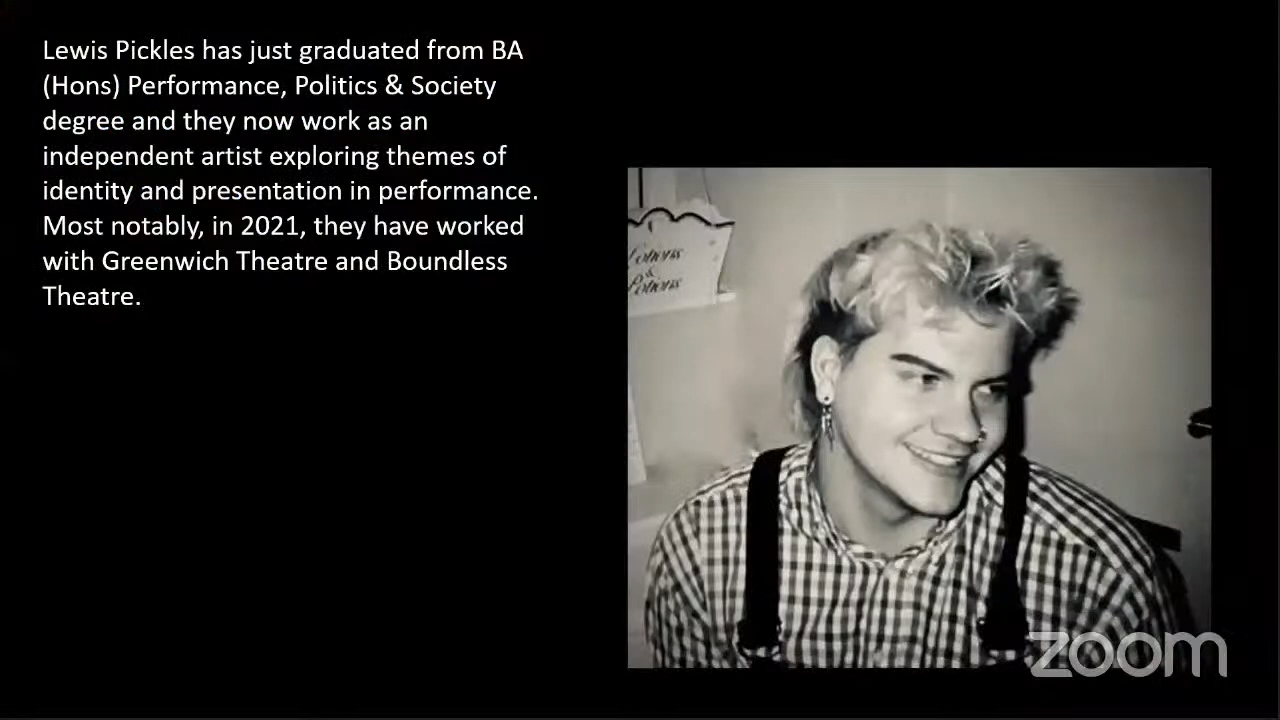 Lewis Pickles has just graduated from BA
(Hons) Performance, Politics & Society
degree and they now work as an
independent artist exploring themes of
identity and presentation in performance.
Most notably, in 2021, they have worked
with Greenwich Theatre and Boundless
Theatre.
Lotions
&
Potions
zoom